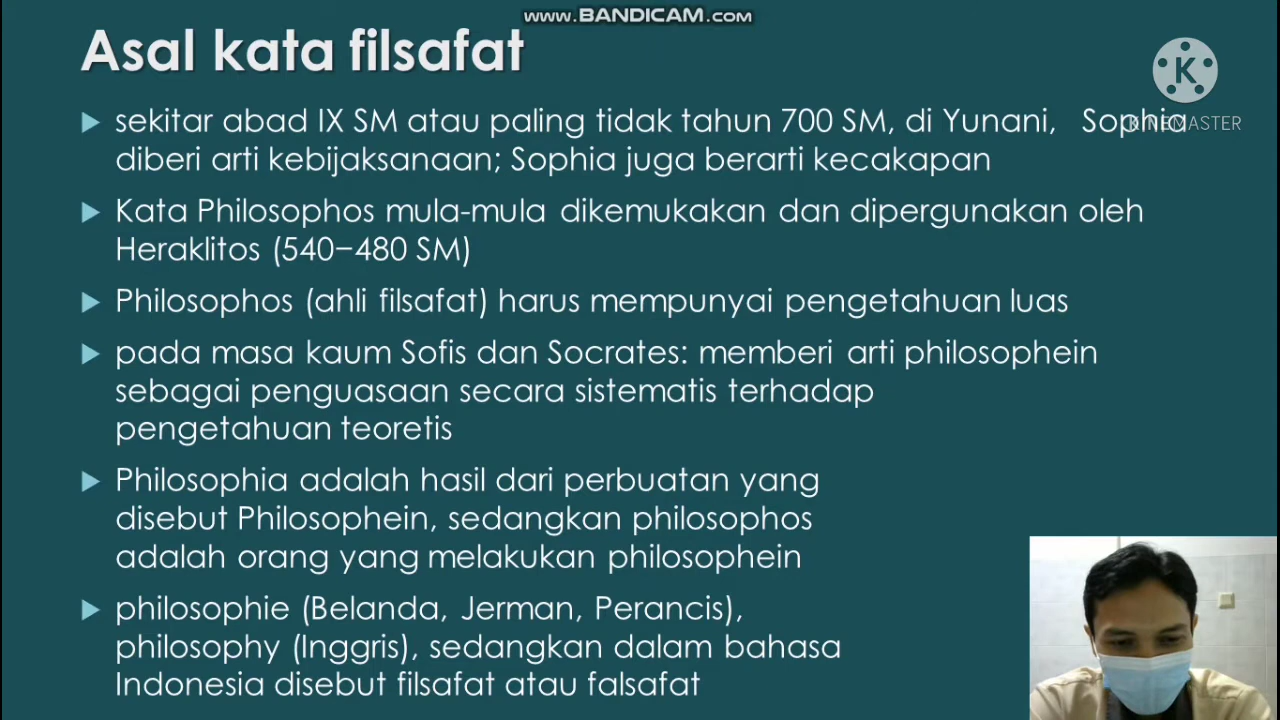 www.BANDICAM.com
Asal kata filsafat
K
KINEMASTER
sekitar abad IX SM atau paling tidak tahun 700 SM, di Yunani, Sophia
diberi arti kebijaksanaan; Sophia juga berarti kecakapan
Kata Philosophos mula-mula dikemukakan dan dipergunakan oleh
Heraklitos (540–480 SM)
Philosophos (ahli filsafat) harus mempunyai pengetahuan luas
pada masa kaum Sofis dan Socrates: memberi arti philosophein
sebagai penguasaan secara sistematis terhadap
pengetahuan teoretis
Philosophia adalah hasil dari perbuatan yang
disebut Philosophein, sedangkan philosophos
adalah orang yang melakukan philosophein
philosophie (Belanda, Jerman, Perancis),
philosophy (Inggris), sedangkan dalam bahasa
Indonesia disebut filsafat atau falsafat